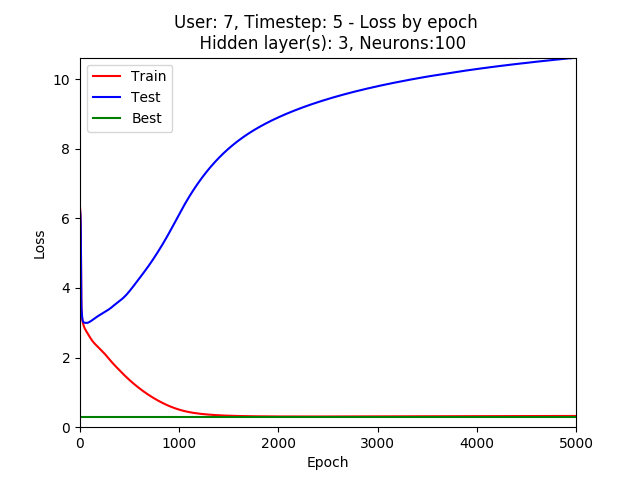 User: 7, Timestep: 5 - Loss by epoch
Hidden layer(s): 3, Neurons:100
Train
Test
Best
10
8
6
4
2
0
Loss
0 1000 2000 3000 4000 5000
Epoch